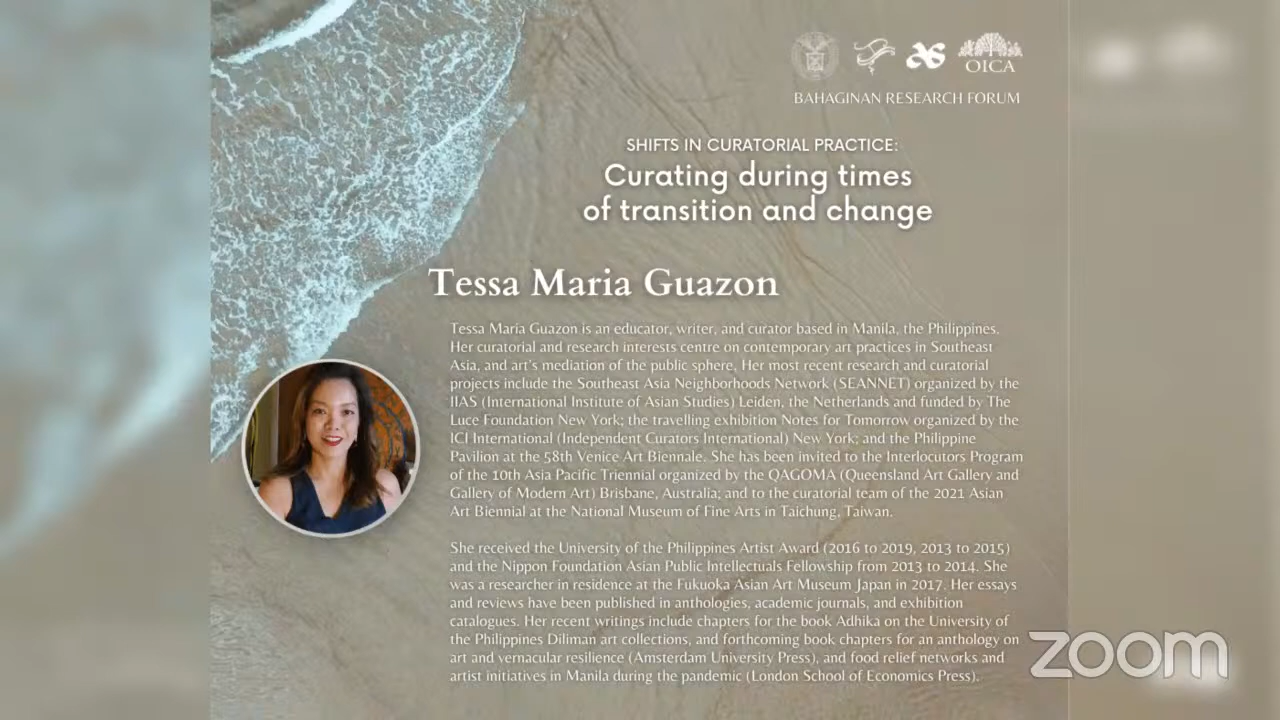 OICA
BAHAGINAN RESEARCH FORUM
SHIFTS IN CURATORIAL PRACTICE:
Curating during times
of transition and change
Tessa Maria Guazon
Tessa Maria Guazon is an educator, writer, and curator based in Manila, the Philippines.
Her curatorial and research interests centre on contemporary art practices in Southeast
Asia, and art's mediation of the public sphere. Her most recent research and curatorial
projects include the Southeast Asia Neighborhoods Network (SEANNET) organized by the
IIAS (International Institute of Asian Studies) Leiden, the Netherlands and funded by The
Luce Foundation New York; the travelling exhibition Notes for Tomorrow organized by the
ICI International (Independent Curators International) New York; and the Philippine
Pavilion at the 58th Venice Art Biennale. She has been invited to the Interlocutors Program
of the 10th Asia Pacific Triennial organized by the QAGOMA (Queensland Art Gallery and
Gallery of Modern Art) Brisbane, Australia; and to the curatorial team of the 2021 Asian
Art Biennial at the National Museum of Fine Arts in Taichung, Taiwan.
She received the University of the Philippines Artist Award (2016 to 2019, 2013 to 2015)
and the Nippon Foundation Asian Public Intellectuals Fellowship from 2013 to 2014. She
was a researcher in residence at the Fukuoka Asian Art Museum Japan in 2017. Her essays
and reviews have been published in anthologies, academic journals, and exhibition
catalogues. Her recent writings include chapters for the book Adhika on the University of
the Philippines Diliman art collections, and forthcoming book chapters for an anthology on
art and vernacular resilience (Amsterdam University Press), and food relief networks and
artist initiatives in Manila during the pandemic (London School of Economics Press).
zoom